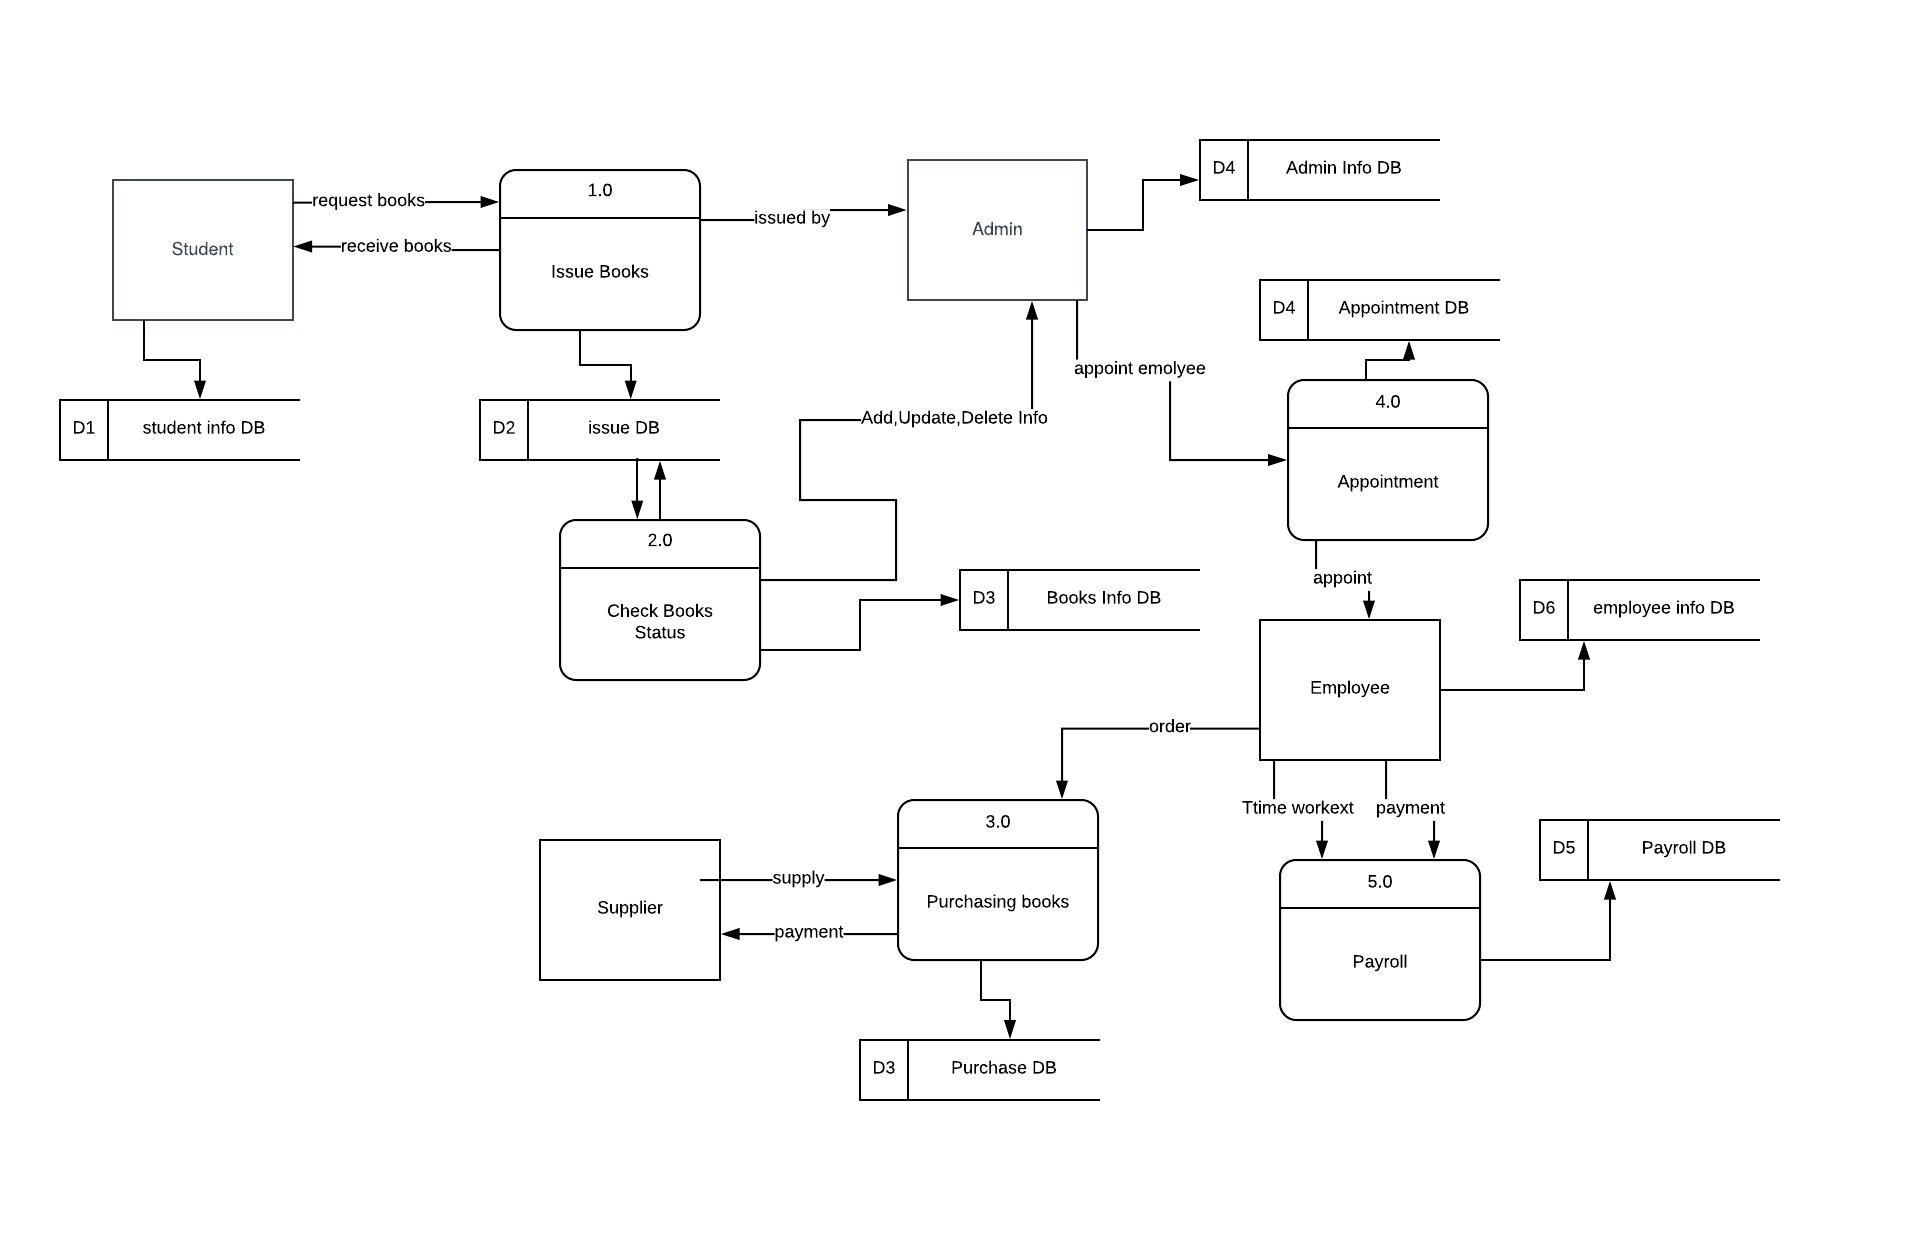 D4
Admin Info DB
1.0
request books
issued by
Admin
Student
receive books
Issue Books
D4
Appointment DB
appoint emolyee
4.0
D1
student info DB
D2
issue DB
Add,Update,Delete Info
Appointment
2.0
appoint
Check Books
Status
D3
Books Info DB
D6
employee info DB
Employee
order
Ttime workext
payment
3.0
D5
Payroll DB
supply
5.0
Supplier
Purchasing books
payment
Payroll
D3
Purchase DB